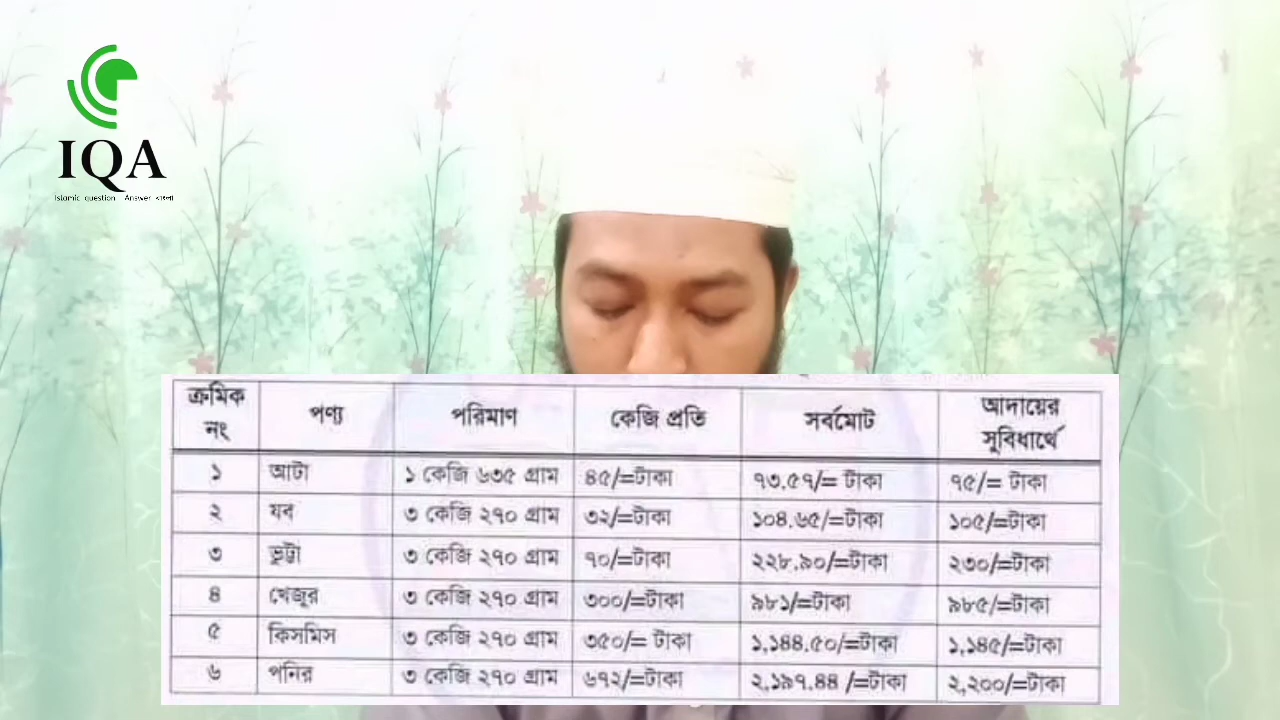 IQA
Islamic question Answer বাংলা
ক্রমিক নং পণ্য পরিমাণ কেজি প্রতি সর্বমোট আদায়ের সুবিধার্থে
১ আটা ১ কেজি ৬৩৫ গ্রাম ৪৫/=টাকা ৭৩.৫৭/= টাকা ৭৫/= টাকা
২ যব ৩ কেজি ২৭০ গ্রাম ৩২/=টাকা ১০৪.৬৫/=টাকা ১০৫/=টাকা
৩ ভুট্টা ৩ কেজি ২৭০ গ্রাম ৭০/=টাকা ২২৮.৯০/=টাকা ২৩০/=টাকা
৪ খেজুর ৩ কেজি ২৭০ গ্রাম ৩০০/=টাকা ৯৮১/=টাকা ৯৮৫/=টাকা
৫ কিসমিস ৩ কেজি ২৭০ গ্রাম ৩৫০/= টাকা ১,১৪৪.৫০/=টাকা ১,১৪৫/=টাকা
৬ পনির ৩ কেজি ২৭০ গ্রাম ৬৭২/=টাকা ২,১৯৭.৪৪ /=টাকা ২,২০০/=টাকা